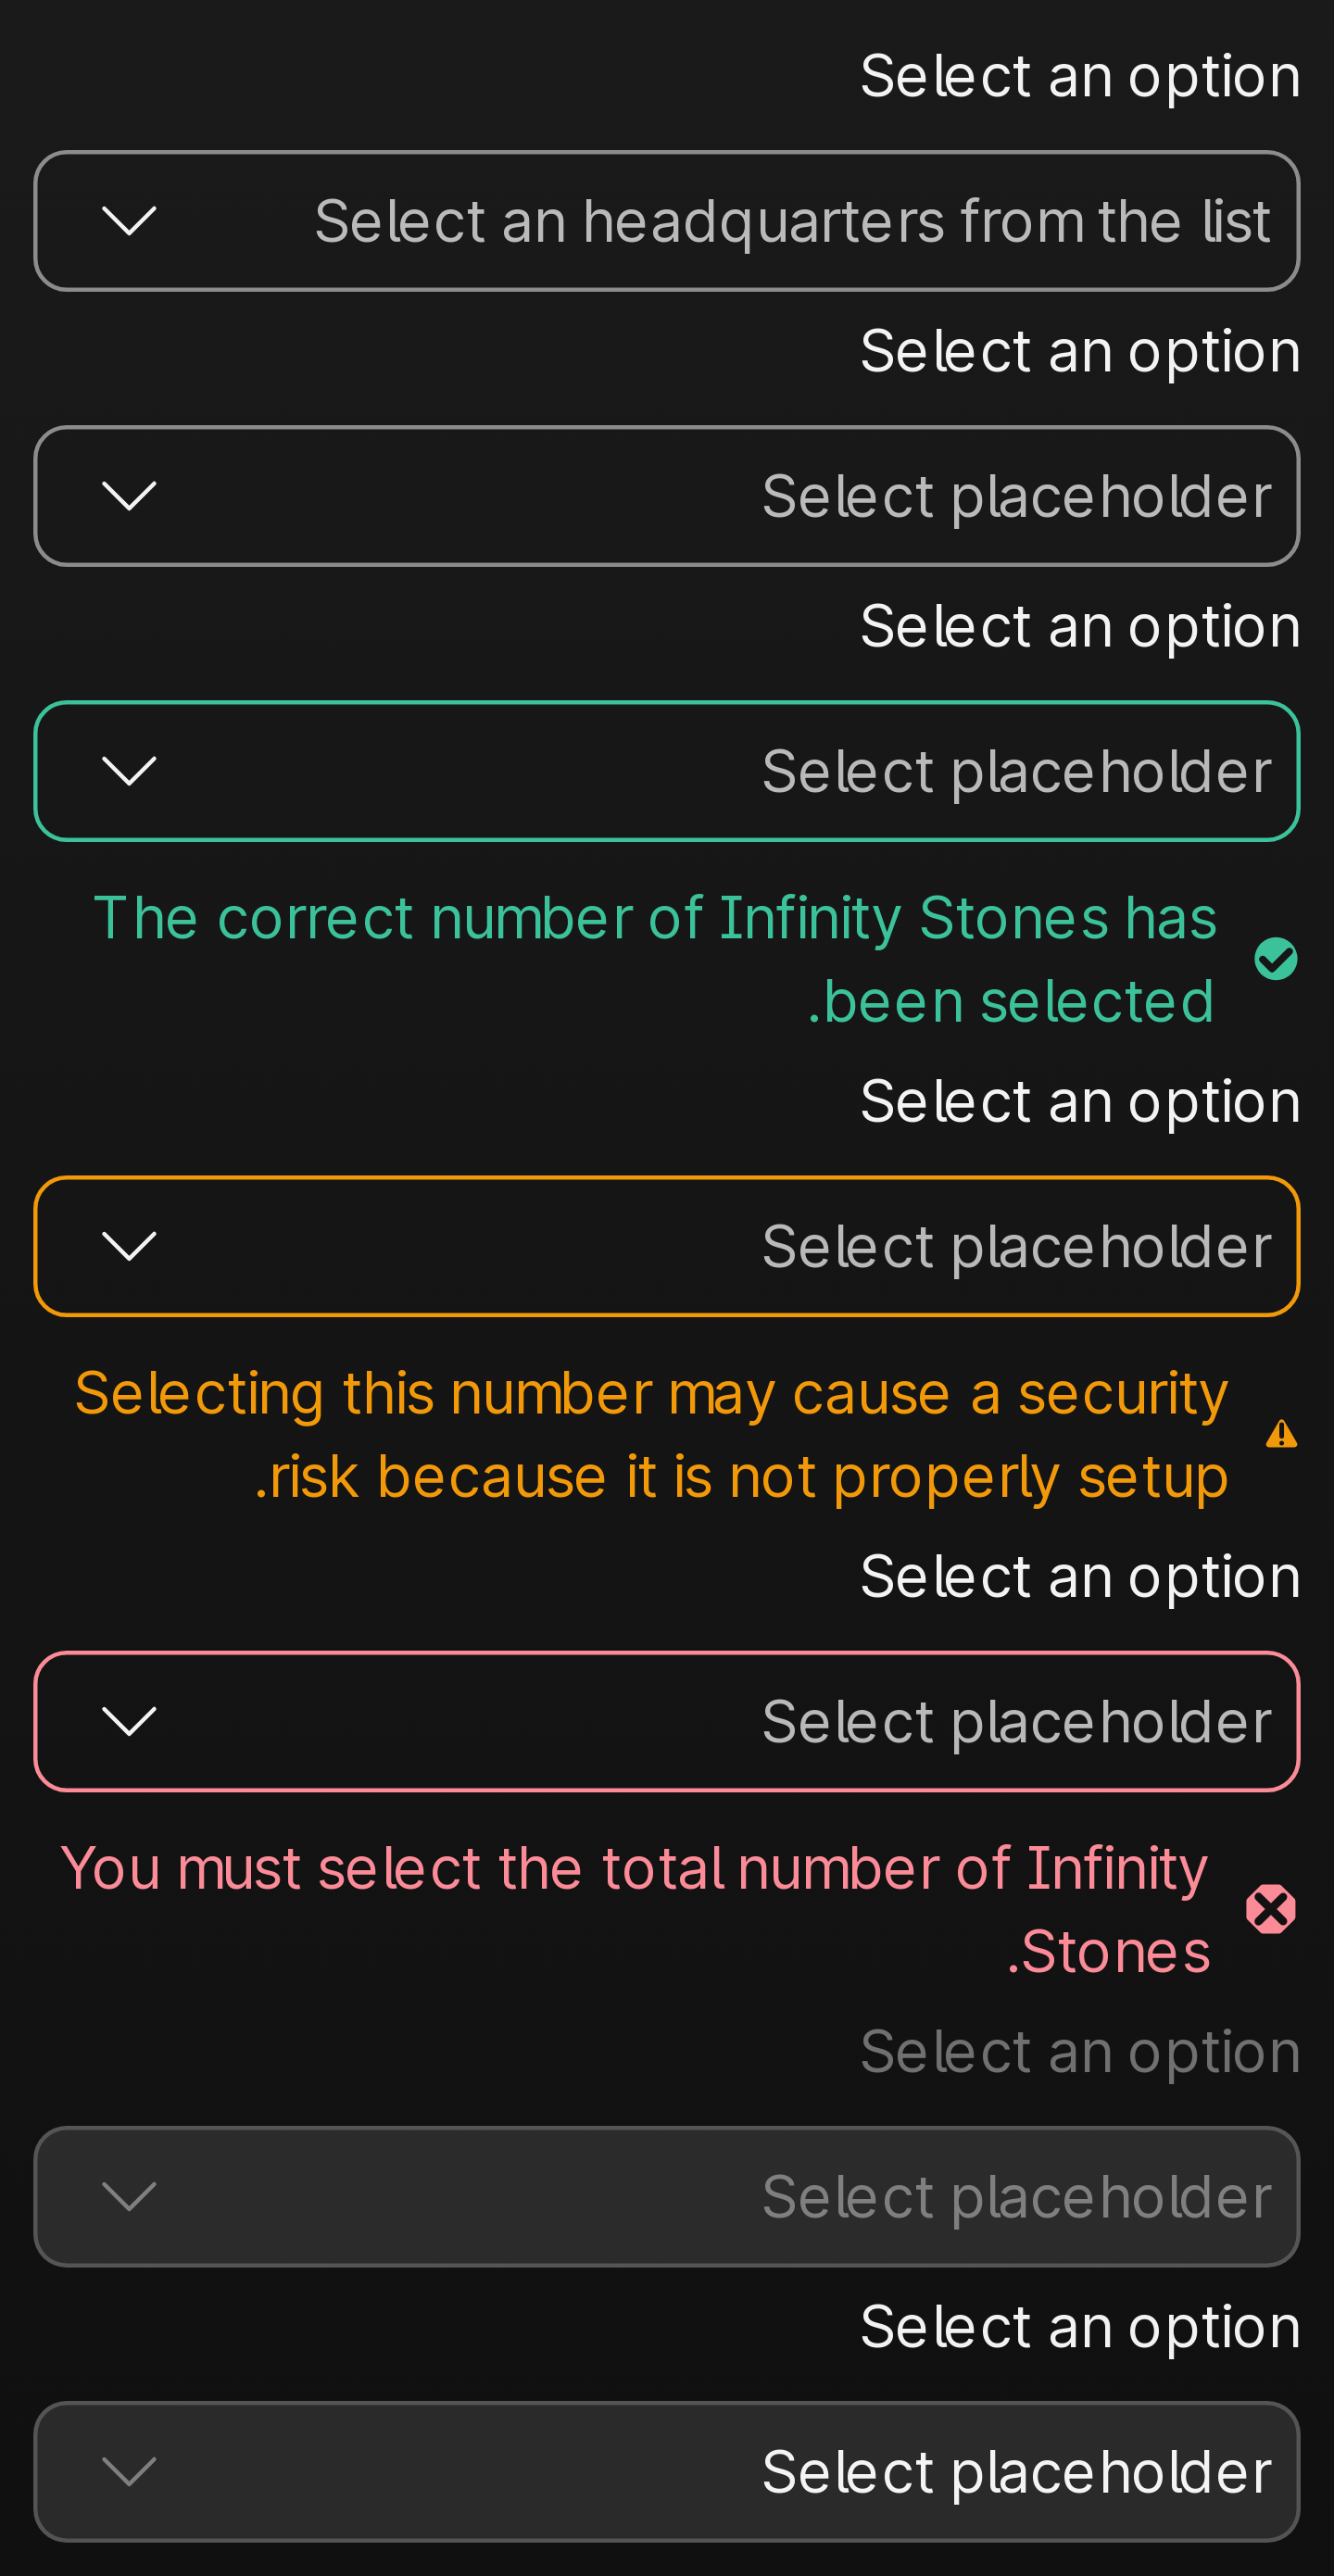 Select an option
Select an headquarters from the list
Select an option
Select placeholder
Select an option
Select placeholder
The correct number of Infinity Stones has
.been selected
Select an option
Select placeholder
Selecting this number may cause a security
.risk because it is not properly setup
Select an option
Select placeholder
You must select the total number of Infinity
.Stones
Select an option
Select placeholder
Select an option
Select placeholder